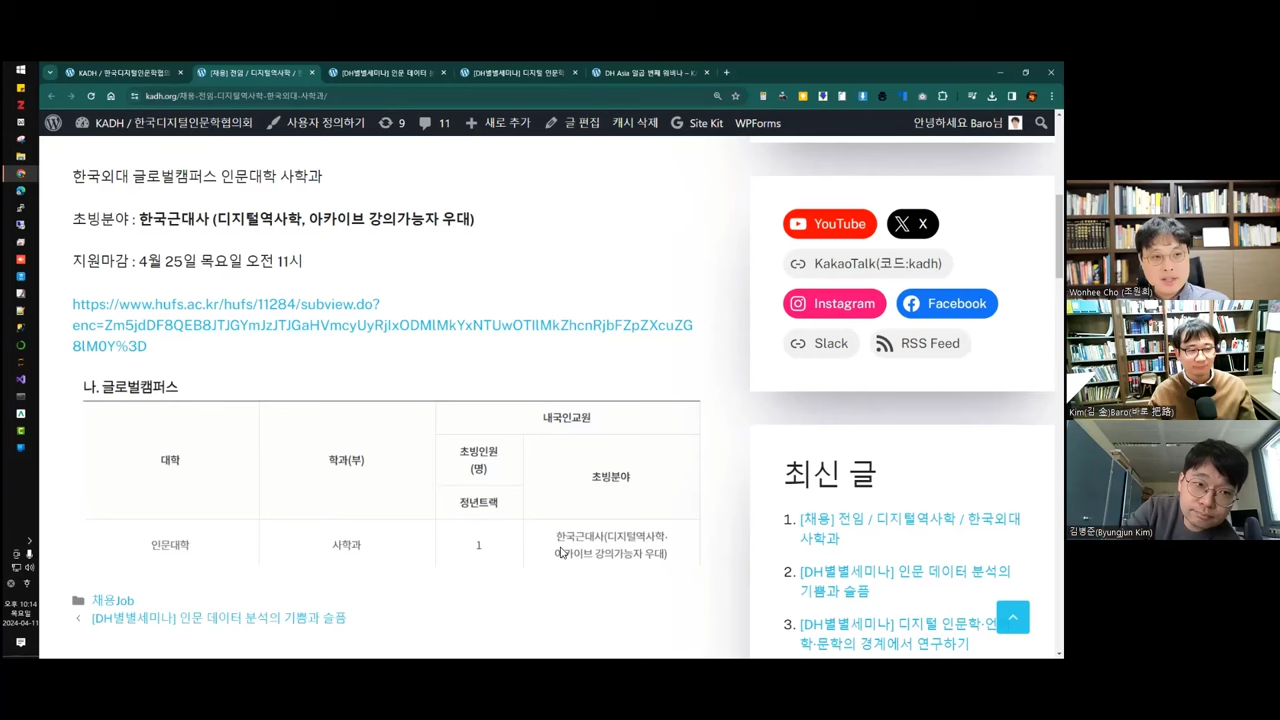 KADH / 한국디지털인문학협의
[채용] 전임 / 디지털역사학 /
[DH별별세미나] 인문 데이터
[DH별별세미나] 디지털 인문학
DH Asia 일곱 번째 웨비나 –
kadh.org/채용-전임-디지털역사학-한국외대-사학과/
KADH / 한국디지털인문학협의회
사용자 정의하기
9
11
새로 추가
글 편집
캐시 삭제
Site Kit
WPForms
안녕하세요 Baro님
한국외대 글로벌캠퍼스 인문대학 사학과
초빙분야 : 한국근대사 (디지털역사학, 아카이브 강의가능자 우대)
지원마감 : 4월 25일 목요일 오전 11시
https://www.hufs.ac.kr/hufs/11284/subview.do?
나. 글로벌캠퍼스
내국인교원
대학
학과(부)
초빙인원
(명)
초빙분야
정년트랙
인문대학
사학과
1
한국근대사(디지털역사학-
아카이브 강의가능자 우대)
채용Job
[DH별별세미나] 인문 데이터 분석의 기쁨과 슬픔
YouTube
X
KakaoTalk(코드:kadh)
Instagram
Facebook
Slack
RSS Feed
최신 글
1. [채용] 전임 / 디지털역사학 / 한국외대
사학과
2. [DH별별세미나] 인문 데이터 분석의
기쁨과 슬픔
3. [DH별별세미나] 디지털 인문학·언
학·문학의 경계에서 연구하기
오후 10:14
목요일
2024-04-11
Wonhee Cho (조원희)
Kim(김 金)Baro(바로 把路)
김병준(Byungjun Kim)